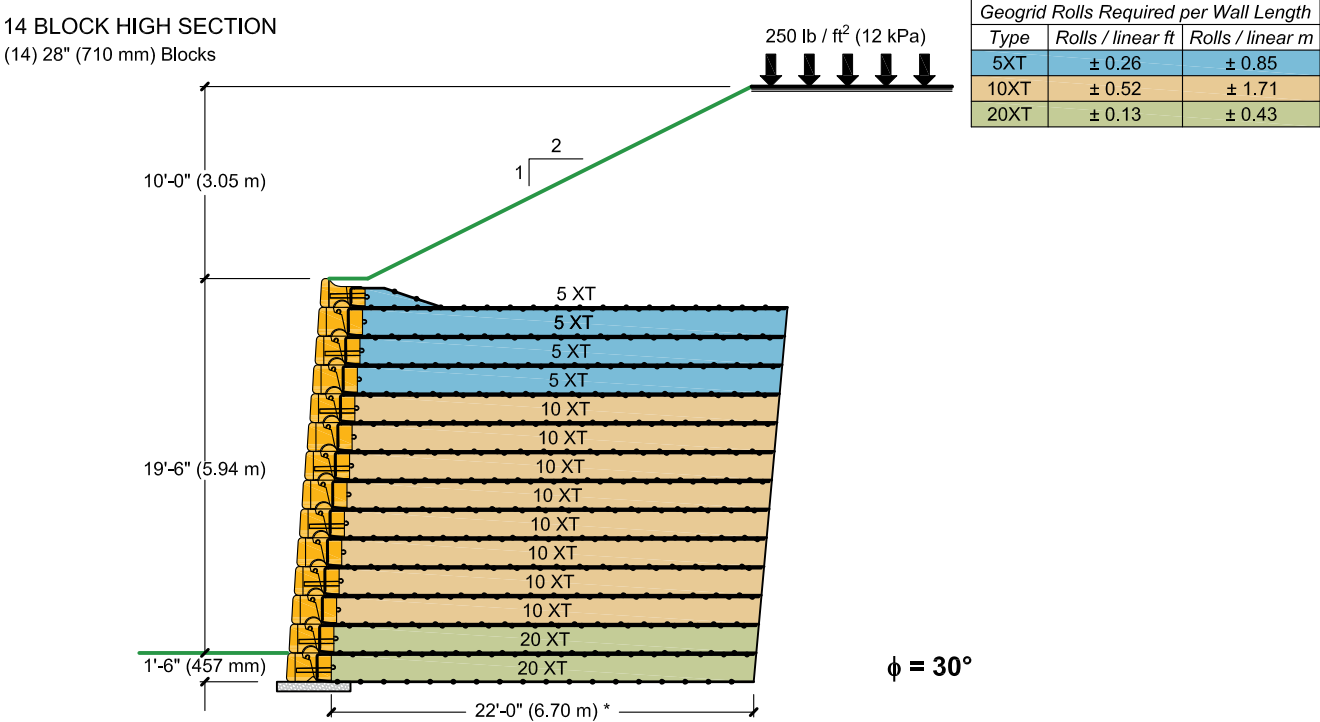 14 BLOCK HIGH SECTION
(14) 28" (710 mm) Blocks
250 lb / ft² (12 kPa)
Geogrid Rolls Required per Wall Length
Type Rolls / linear ft Rolls / linear m
5XT ± 0.26 ± 0.85
10XT ± 0.52 ± 1.71
20XT ± 0.13 ± 0.43
2
1
10'-0" (3.05 m)
5 XT
5 XT
5 XT
5 XT
10 XT
10 XT
10 XT
19'-6" (5.94 m)
10 XT
10 XT
10 XT
10 XT
10 XT
20 XT
1'-6" (457 mm)
20 XT
ϕ = 30°
22'-0" (6.70 m) *